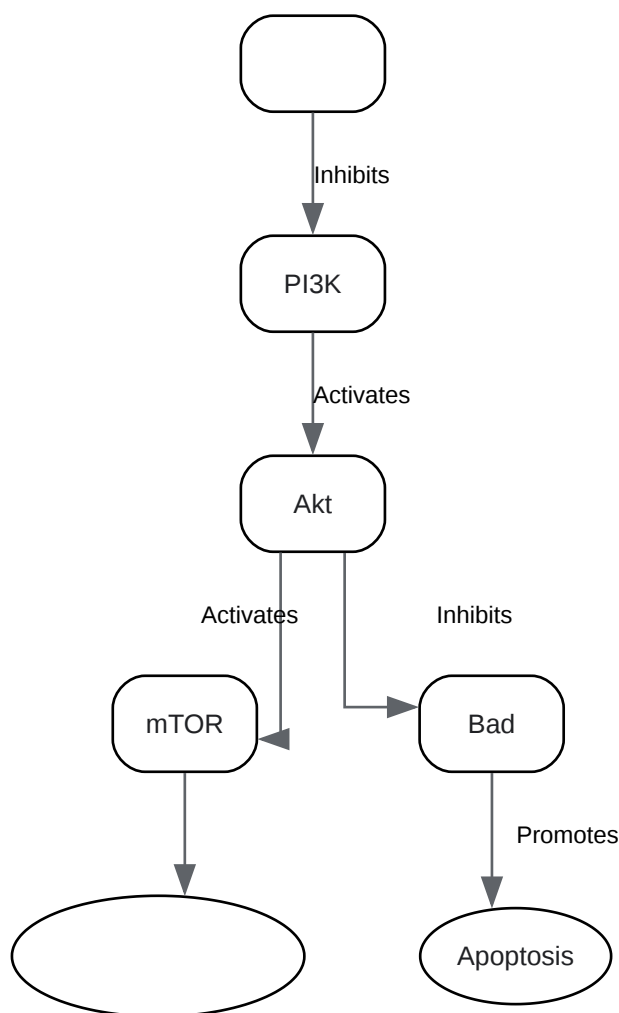 Inhibits
PI3K
Activates
Akt
Activates
Inhibits
mTOR
Bad
Promotes
Apoptosis